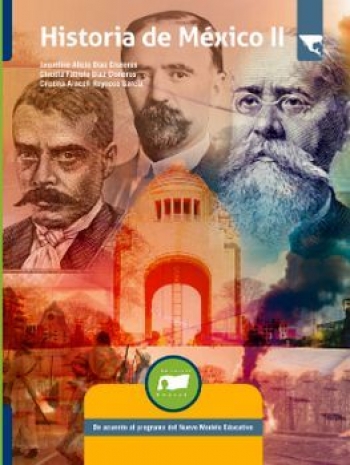 Historia de México II
Jaqueline Alicia Díaz Cisneros
Claudia Fabiola Díaz Cisneros
Cristina Araceli Reynoso García
De acuerdo al programa del Nuevo Modelo Educativo